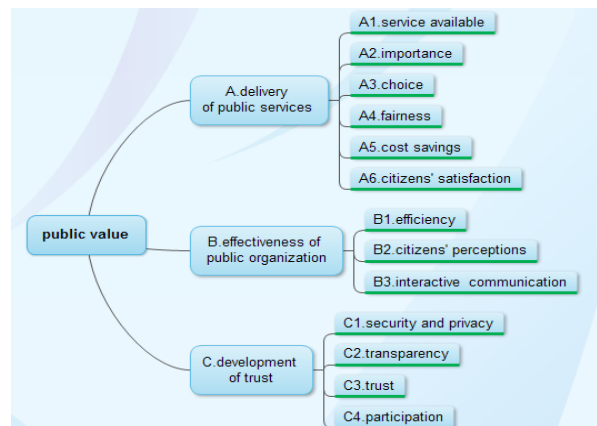 public value
A.delivery
of public services
A1.service available
A2.importance
A3.choice
A4.fairness
A5.cost savings
A6.citizens' satisfaction
B.effectiveness of
public organization
B1.efficiency
B2.citizens' perceptions
B3.interactive communication
C.development
of trust
C1.security and privacy
C2.transparency
C3.trust
C4.participation